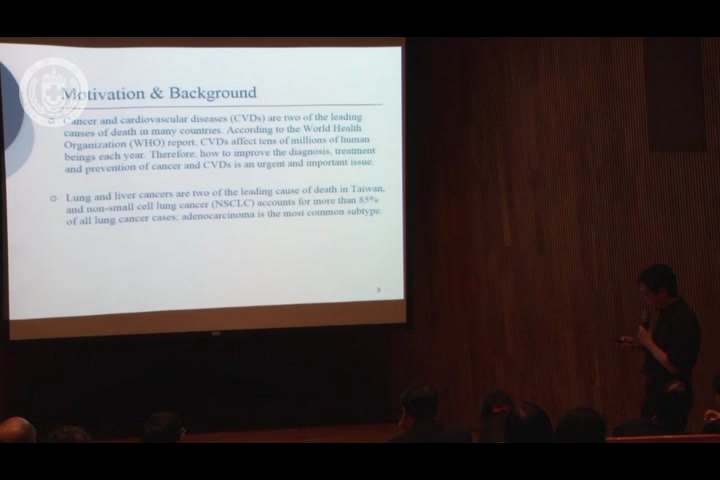 Motivation & Background
Cancer and cardiovascular diseases (CVDs) are two of the leading
causes of death in many countries. According to the World Health
Organization (WHO) report, CVDs affect tens of millions of human
beings each year. Therefore, how to improve the diagnosis, treatment
and prevention of cancer and CVDs is an urgent and important issue.
Lung and liver cancers are two of the leading cause of death in Taiwan,
and non-small cell lung cancer (NSCLC) accounts for more than 85%
of all lung cancer cases; adenocarcinoma is the most common subtype.
3